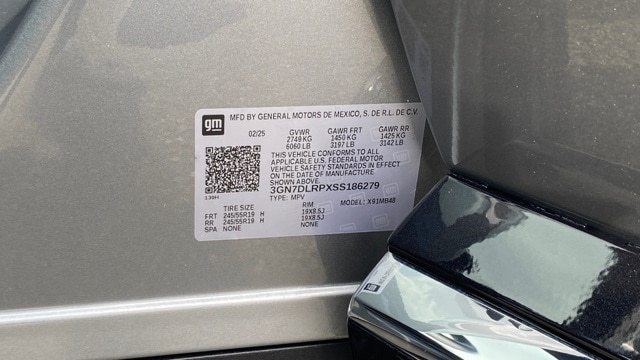 gm MFD BY GENERAL MOTORS DE MEXICO, S. DE R.L. DE C.V.
02/25 GVWR GAWR FRT GAWR RR
2749 KG 1450 KG 1425 KG
6060 LB 3197 LB 3142 LB
THIS VEHICLE CONFORMS TO ALL
APPLICABLE U.S. FEDERAL MOTOR
VEHICLE SAFETY STANDARDS IN EFFECT
ON THE DATE OF MANUFACTURE
3GN7DLRPXSS186279
139H TYPE: MPV MODEL: X91MB48
TIRE SIZE RIM
FRT 245/55R19 H 19X8.5J
RR 245/55R19 H 19X8.5J
SPA NONE NONE